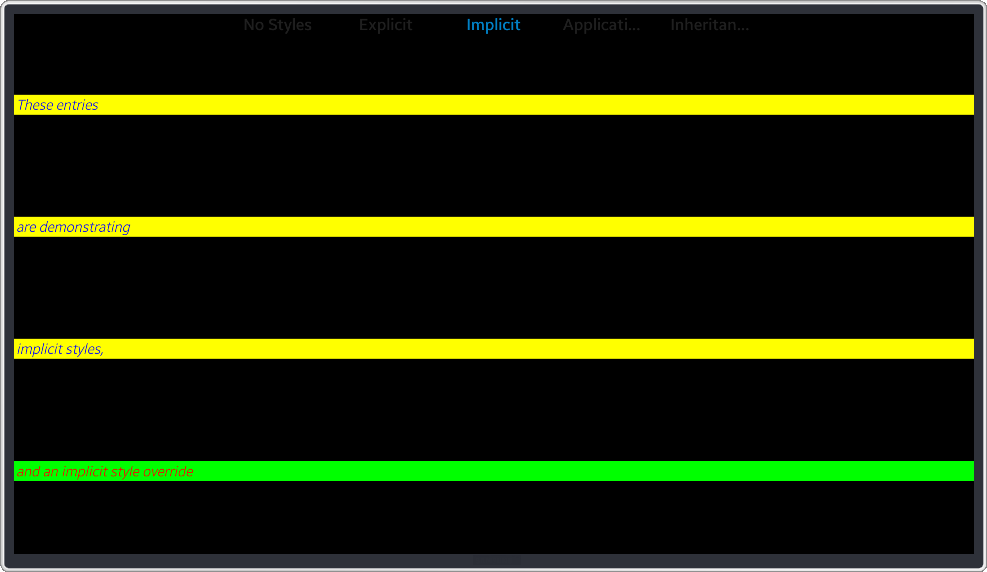 No Styles Explicit Implicit Applicati... Inheritan...
These entries
are demonstrating
implicit styles,
and an implicit style override